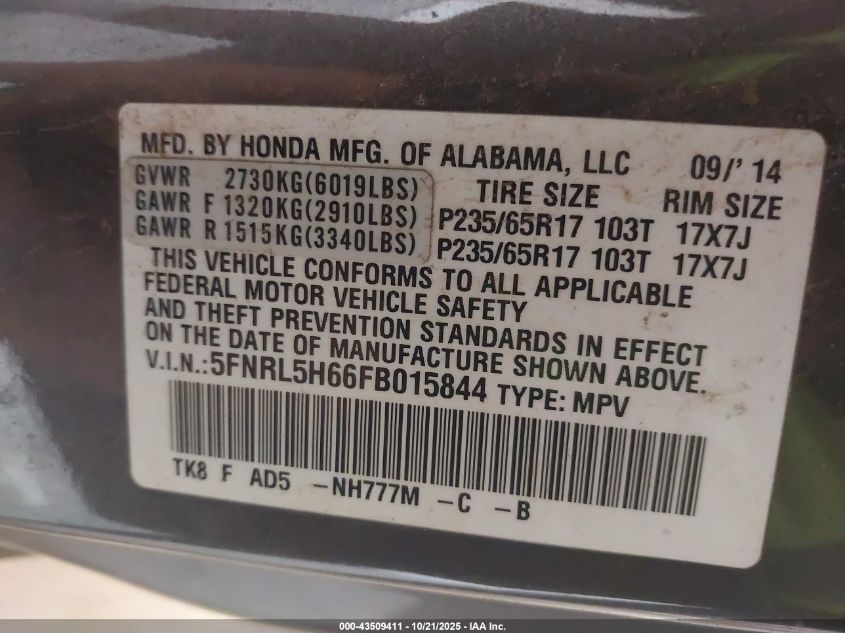 MFD. BY HONDA MFG. OF ALABAMA, LLC 09/' 14
GVWR 2730KG(6019LBS) TIRE SIZE RIM SIZE
GAWR F 1320KG(2910LBS) P235/65R17 103T 17X7J
GAWR R 1515KG(3340LBS) P235/65R17 103T 17X7J
THIS VEHICLE CONFORMS TO ALL APPLICABLE
FEDERAL MOTOR VEHICLE SAFETY
AND THEFT PREVENTION STANDARDS IN EFFECT
ON THE DATE OF MANUFACTURE SHOWN ABOVE.
V.I.N.: 5FNRL5H66FB015844 TYPE: MPV
TK8 F AD5 -NH777M -C -B
000-43509411 - 10/21/2025 - IAA Inc.